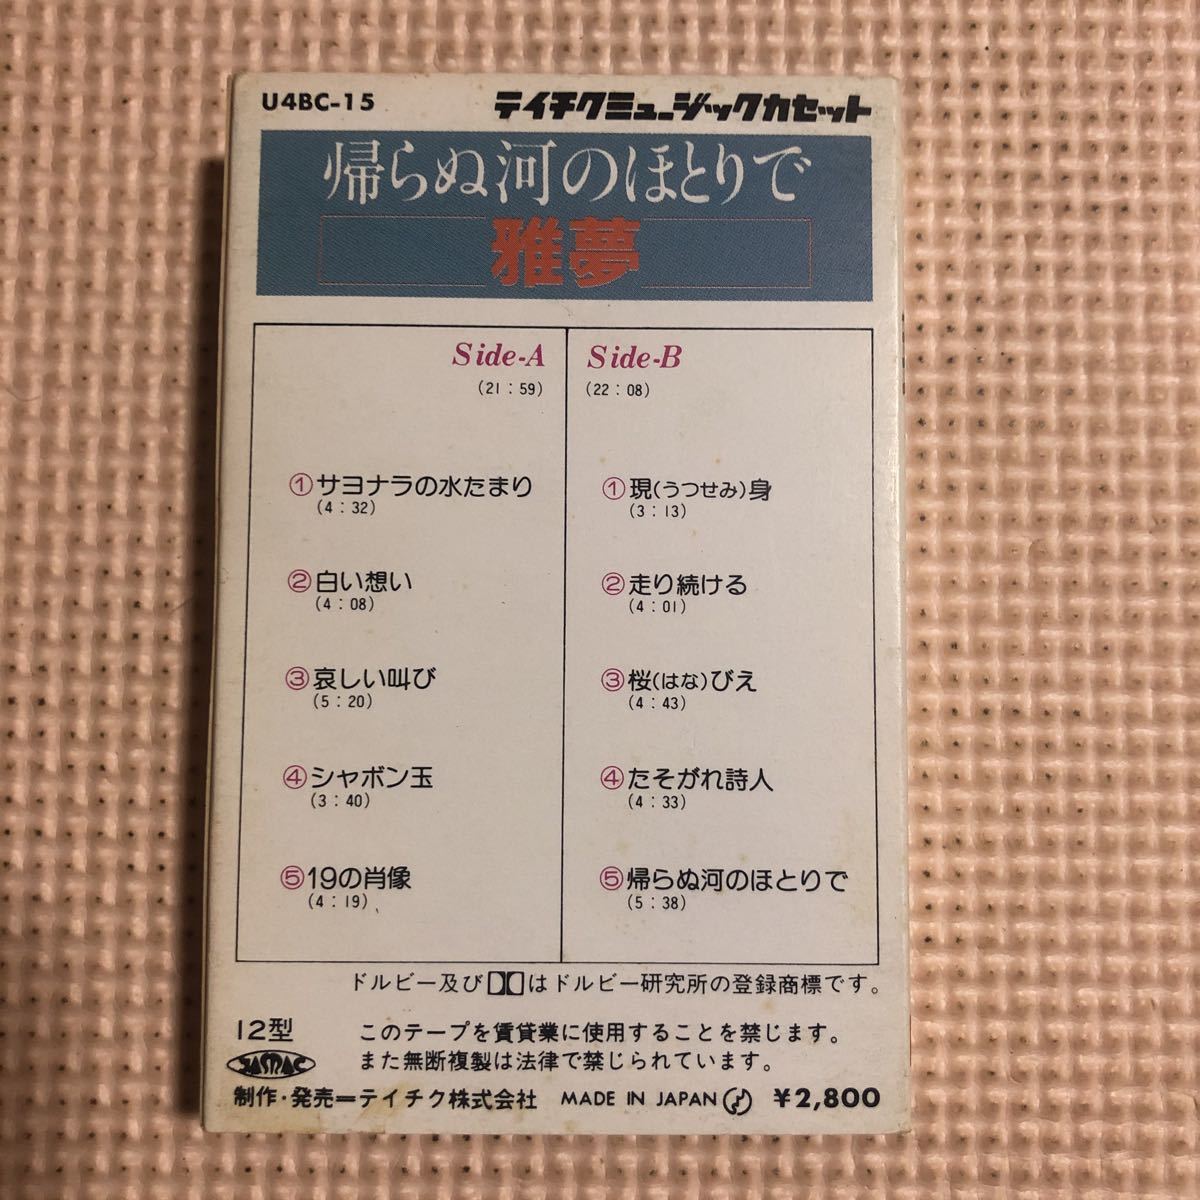 U4BC-15
テイチクミュージックカセット
帰らぬ河のほとりで
雅夢
Side-A
(21:59)
①サヨナラの水たまり
(4:32)
②白い想い
(4:08)
③哀しい叫び
(5:20)
④シャボン玉
(3:40)
⑤19の肖像
(4:19)
Side-B
(22:08)
①現(うつせみ)身
(3:13)
②走り続ける
(4:01)
③桜(はな)びえ
(4:43)
④たそがれ詩人
(4:33)
⑤帰らぬ河のほとりで
(5:38)
ドルビー及びはドルビー研究所の登録商標です。
12型
このテープを賃貸業に使用することを禁じます。
また無断複製は法律で禁じられています。
JASRAC
制作・発売=テイチク株式会社 MADE IN JAPAN ¥2,800